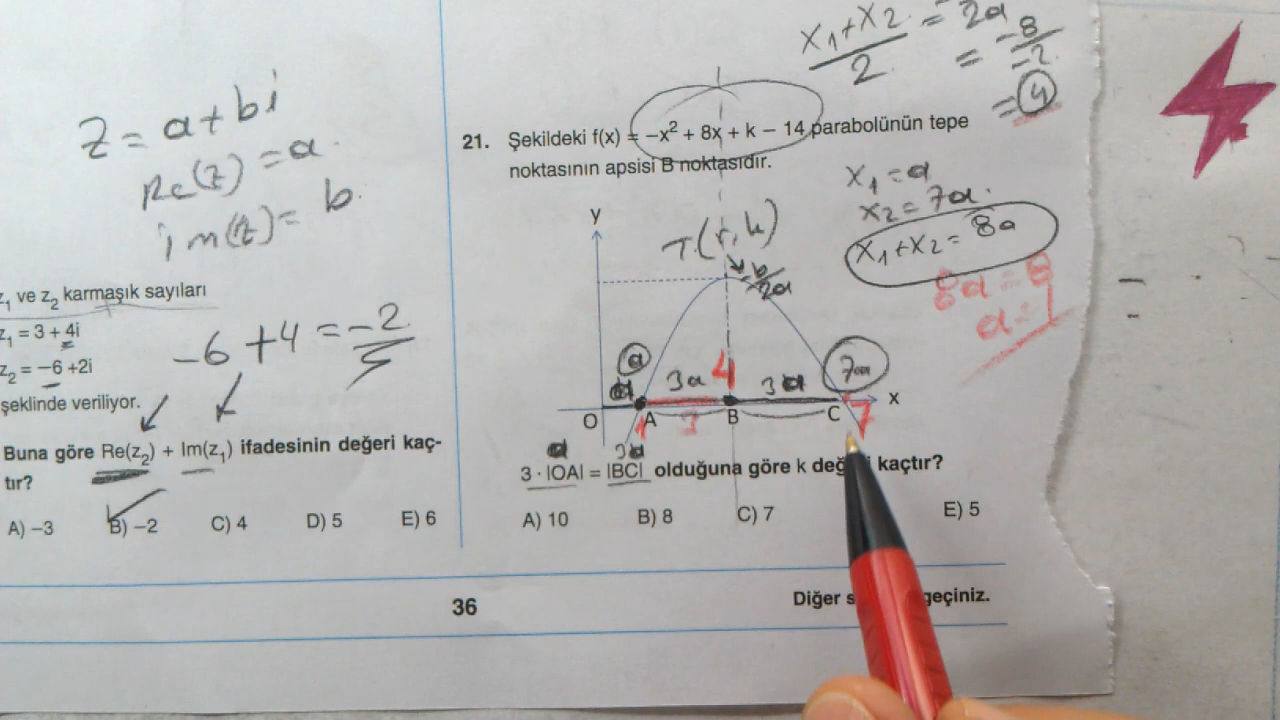 z = a + bi
Re(z) = a
im(z) = b
z₁ ve z₂ karmaşık sayıları
z₁ = 3 + 4i
z₂ = −6 +2i
şeklinde veriliyor.
−6 +4 = −2
Buna göre Re(z₂) + Im(z₁) ifadesinin değeri kaç-
tır?
A) −3 B) −2 C) 4 D) 5 E) 6
x₁+x₂ = 2a
2
= −8/−2
= 4
21. Şekildeki f(x) = −x² + 8x + k − 14 parabolünün tepe
noktasının apsisi B noktasıdır.
x₁ = a
x₂ = 7a
x₁+x₂ = 8a
8a = 8
a = 1
y
T(r, k)
−b/2a
a
3a 4 3a 7a
O A B C x
1 3 7
a 3a
3 · |OA| = |BC| olduğuna göre k kaçtır?
A) 10 B) 8 C) 7 E) 5
36
Diğer geçiniz.